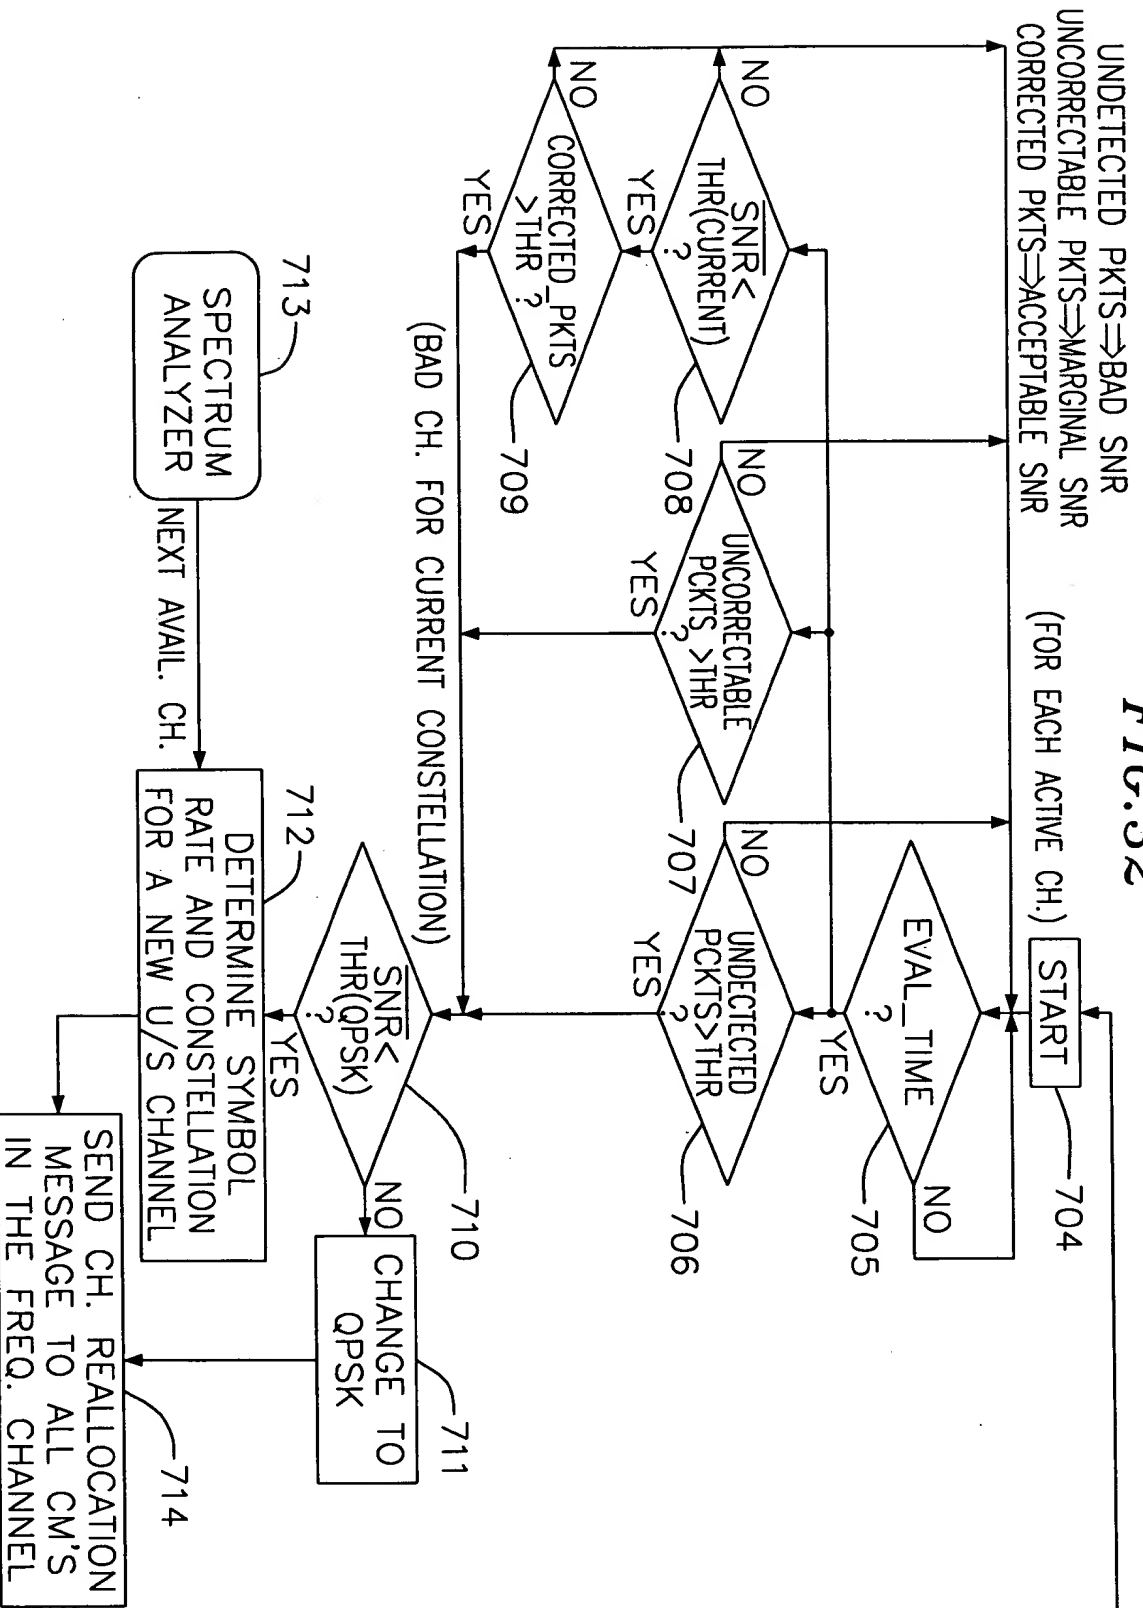 FIG.32
UNDETECTED PKTS⇒BAD SNR
UNCORRECTABLE PKTS⇒MARGINAL SNR
CORRECTED PKTS⇒ACCEPTABLE SNR
(FOR EACH ACTIVE CH.)
START
704
EVAL_TIME
?
705
NO
YES
SNR<
THR(CURRENT)
?
708
NO
YES
UNCORRECTABLE
PCKTS >THR
?
707
NO
YES
UNDECTECTED
PCKTS>THR
?
706
NO
YES
CORRECTED_PKTS
>THR ?
709
NO
YES
(BAD CH. FOR CURRENT CONSTELLATION)
SNR<
THR(QPSK)
?
710
NO
YES
CHANGE TO
QPSK
711
713
SPECTRUM
ANALYZER
NEXT AVAIL. CH.
712
DETERMINE SYMBOL
RATE AND CONSTELLATION
FOR A NEW U/S CHANNEL
SEND CH. REALLOCATION
MESSAGE TO ALL CM'S
IN THE FREQ. CHANNEL
714